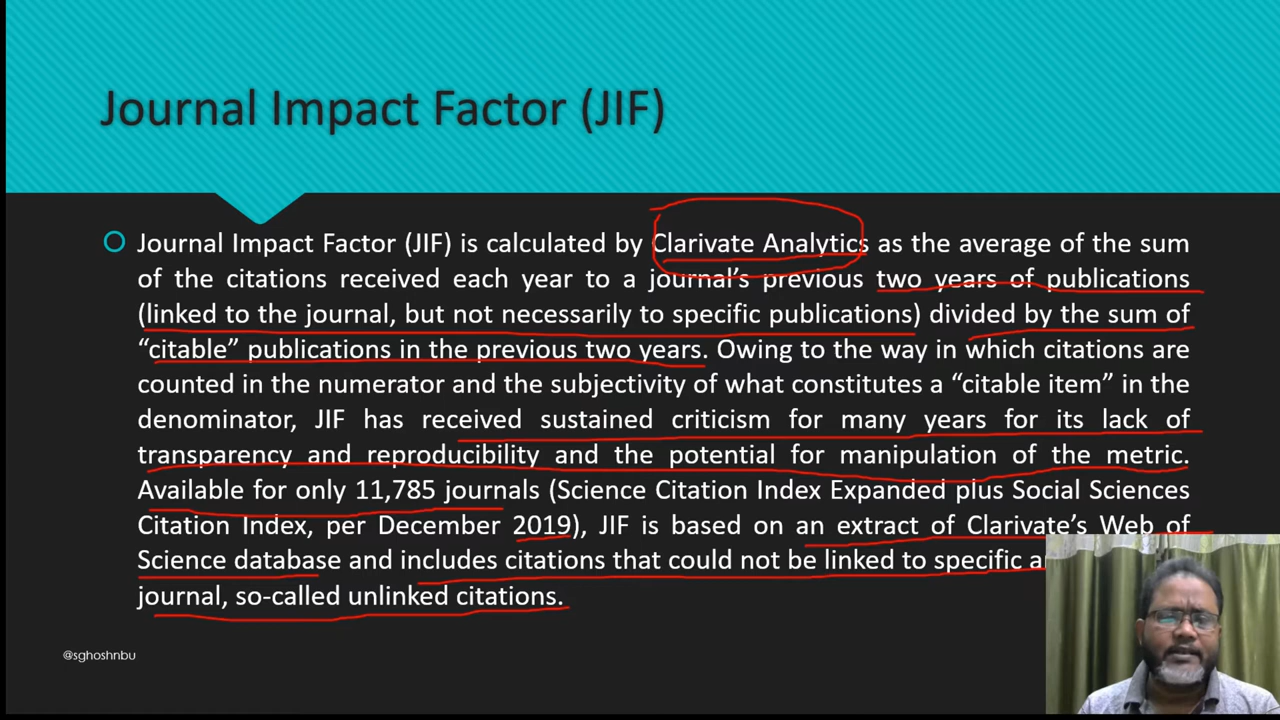 Journal Impact Factor (JIF)
Journal Impact Factor (JIF) is calculated by Clarivate Analytics as the average of the sum
of the citations received each year to a journal’s previous two years of publications
(linked to the journal, but not necessarily to specific publications) divided by the sum of
“citable” publications in the previous two years. Owing to the way in which citations are
counted in the numerator and the subjectivity of what constitutes a “citable item” in the
denominator, JIF has received sustained criticism for many years for its lack of
transparency and reproducibility and the potential for manipulation of the metric.
Available for only 11,785 journals (Science Citation Index Expanded plus Social Sciences
Citation Index, per December 2019), JIF is based on an extract of Clarivate’s Web of
Science database and includes citations that could not be linked to specific
journal, so-called unlinked citations.
@sghoshnbu